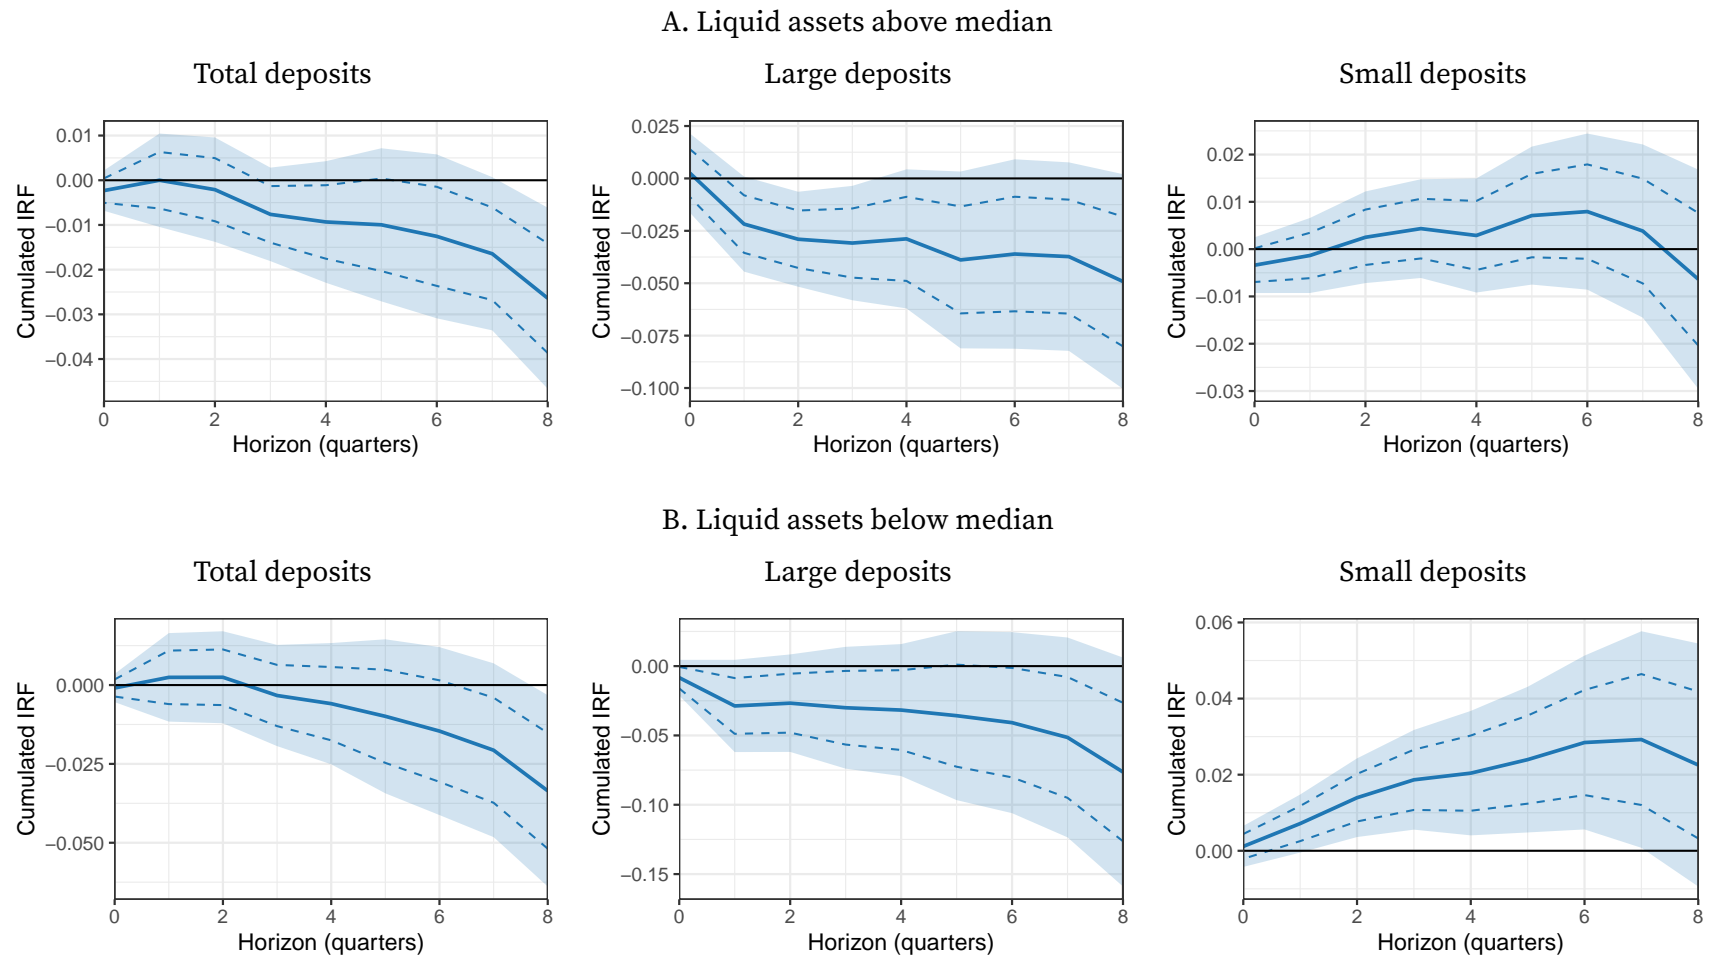 A. Liquid assets above median
Total deposits
Large deposits
Small deposits
Cumulated IRF
0.01
0.00
−0.01
−0.02
−0.03
−0.04
0 2 4 6 8
Horizon (quarters)
Cumulated IRF
0.025
0.000
−0.025
−0.050
−0.075
−0.100
0 2 4 6 8
Horizon (quarters)
Cumulated IRF
0.02
0.01
0.00
−0.01
−0.02
−0.03
0 2 4 6 8
Horizon (quarters)
B. Liquid assets below median
Total deposits
Large deposits
Small deposits
Cumulated IRF
0.000
−0.025
−0.050
0 2 4 6 8
Horizon (quarters)
Cumulated IRF
0.00
−0.05
−0.10
−0.15
0 2 4 6 8
Horizon (quarters)
Cumulated IRF
0.06
0.04
0.02
0.00
0 2 4 6 8
Horizon (quarters)